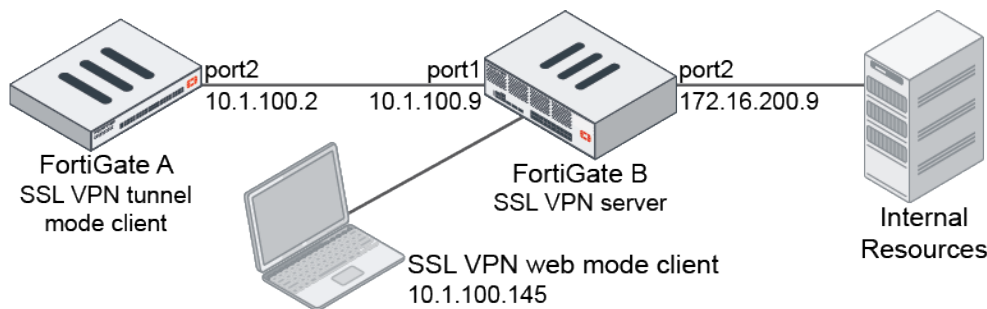 port2
10.1.100.2
port1
10.1.100.9
port2
172.16.200.9
FortiGate A
SSL VPN tunnel
mode client
FortiGate B
SSL VPN server
Internal
Resources
SSL VPN web mode client
10.1.100.145